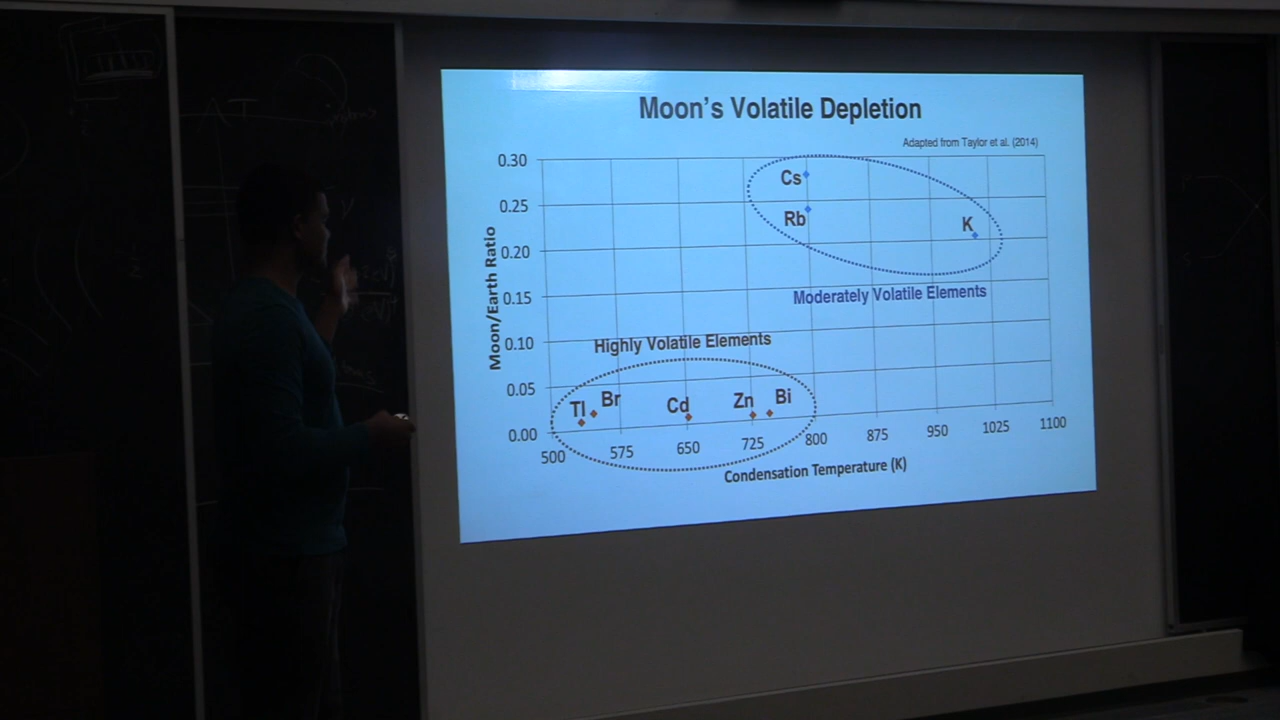 Moon's Volatile Depletion
Adapted from Taylor et al. (2014)
0.30
0.25
0.20
0.15
0.10
0.05
0.00
Moon/Earth Ratio
Cs
Rb
K
Moderately Volatile Elements
Highly Volatile Elements
Tl
Br
Cd
Zn
Bi
500
575
650
725
800
875
950
1025
1100
Condensation Temperature (K)